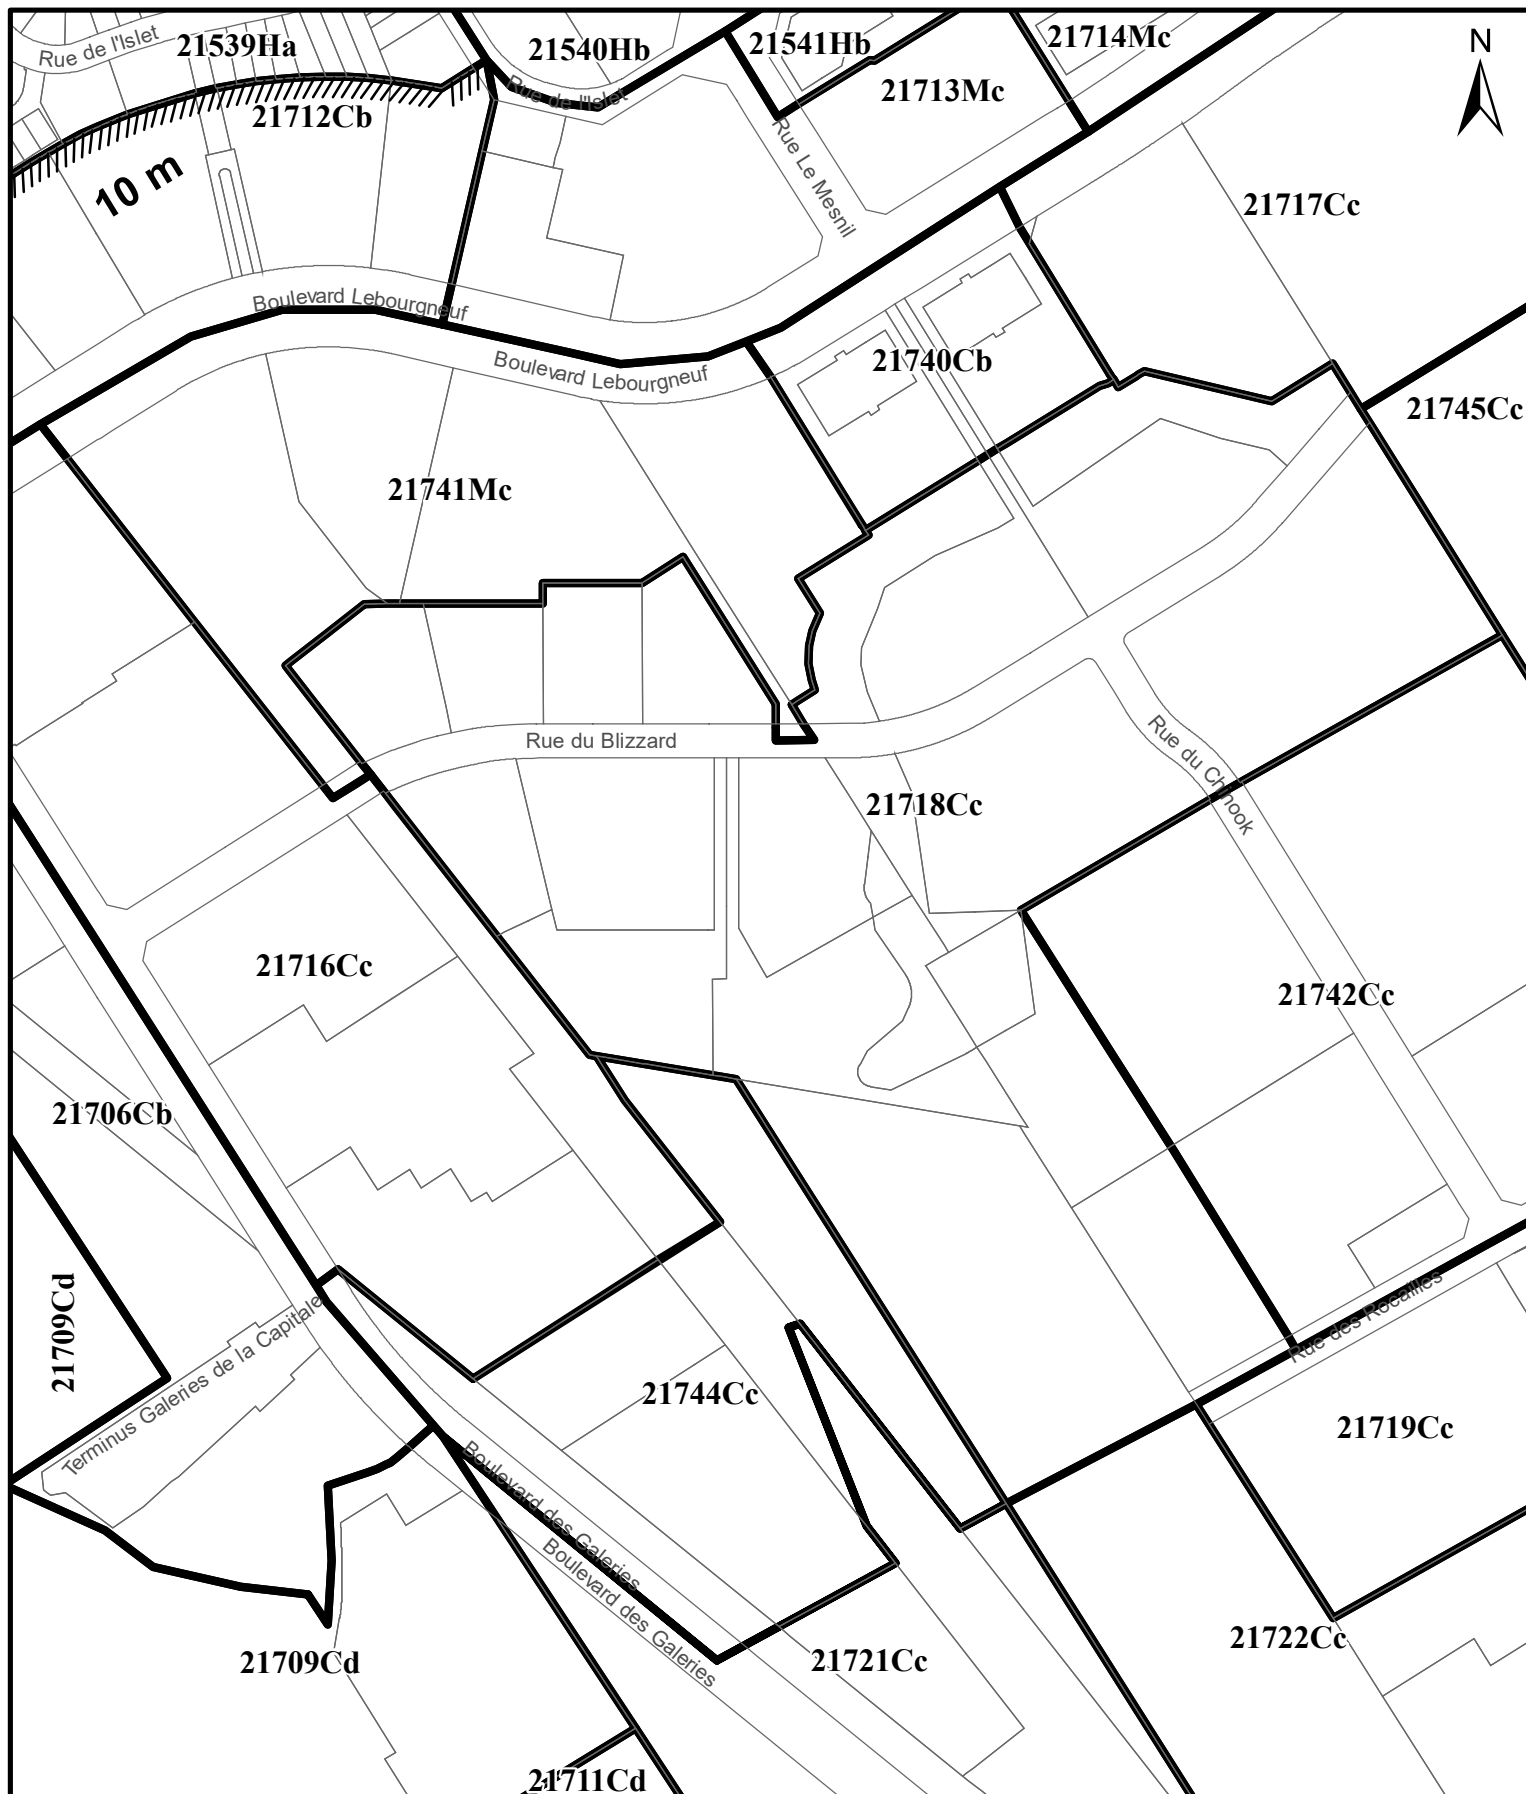 Rue de l'Islet
21539Ha
21540Hb
21541Hb
21714Mc
N
21712Cb
Rue de l'Islet
21713Mc
10 m
Rue Le Mesnil
21717Cc
Boulevard Lebourgneuf
Boulevard Lebourgneuf
21740Cb
21745Cc
21741Mc
Rue du Blizzard
Rue du Chinook
21718Cc
21716Cc
21742Cc
21706Cb
21709Cd
Terminus Galeries de la Capitale
Rue des Rocailles
21744Cc
21719Cc
Boulevard des Galeries
Boulevard des Galeries
21709Cd
21721Cc
21722Cc
21711Cd